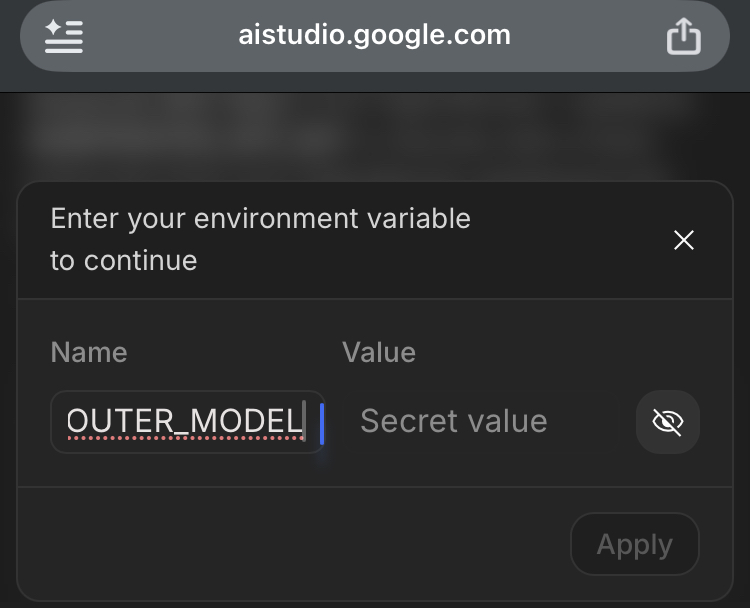 aistudio.google.com
Enter your environment variable
to continue
Name
Value
OUTER_MODEL
Secret value
Apply